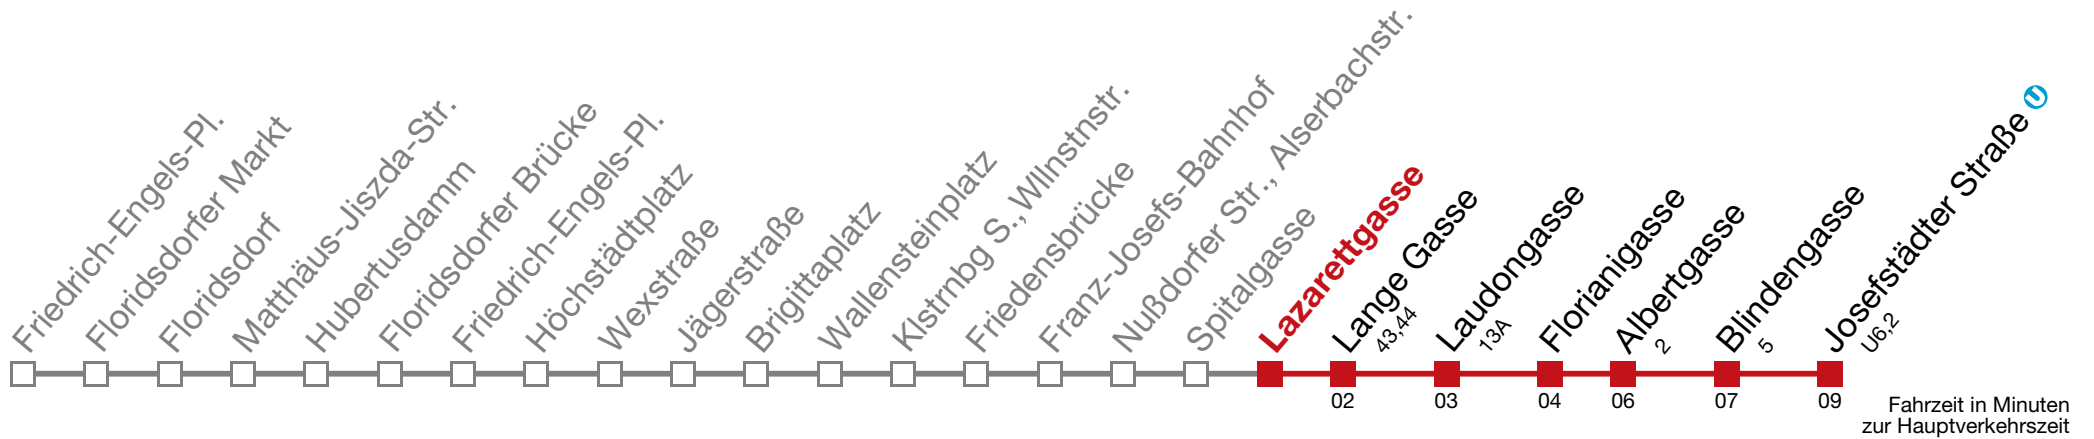 Friedrich-Engels-Pl.
Floridsdorfer Markt
Floridsdorf
Matthäus-Jiszda-Str.
Hubertusdamm
Floridsdorfer Brücke
Friedrich-Engels-Pl.
Höchstädtplatz
Wexstraße
Jägerstraße
Brigittaplatz
Wallensteinplatz
Klstrnbg S., Wllnstnstr.
Friedensbrücke
Franz-Josefs-Bahnhof
Nußdorfer Str., Alserbachstr.
Spitalgasse
Lazarettgasse
Lange Gasse
43,44
02
Laudongasse
13A
03
Florianigasse
04
Albertgasse
2
06
Blindengasse
5
07
Josefstädter Straße U
U6,2
09
Fahrzeit in Minuten
zur Hauptverkehrszeit